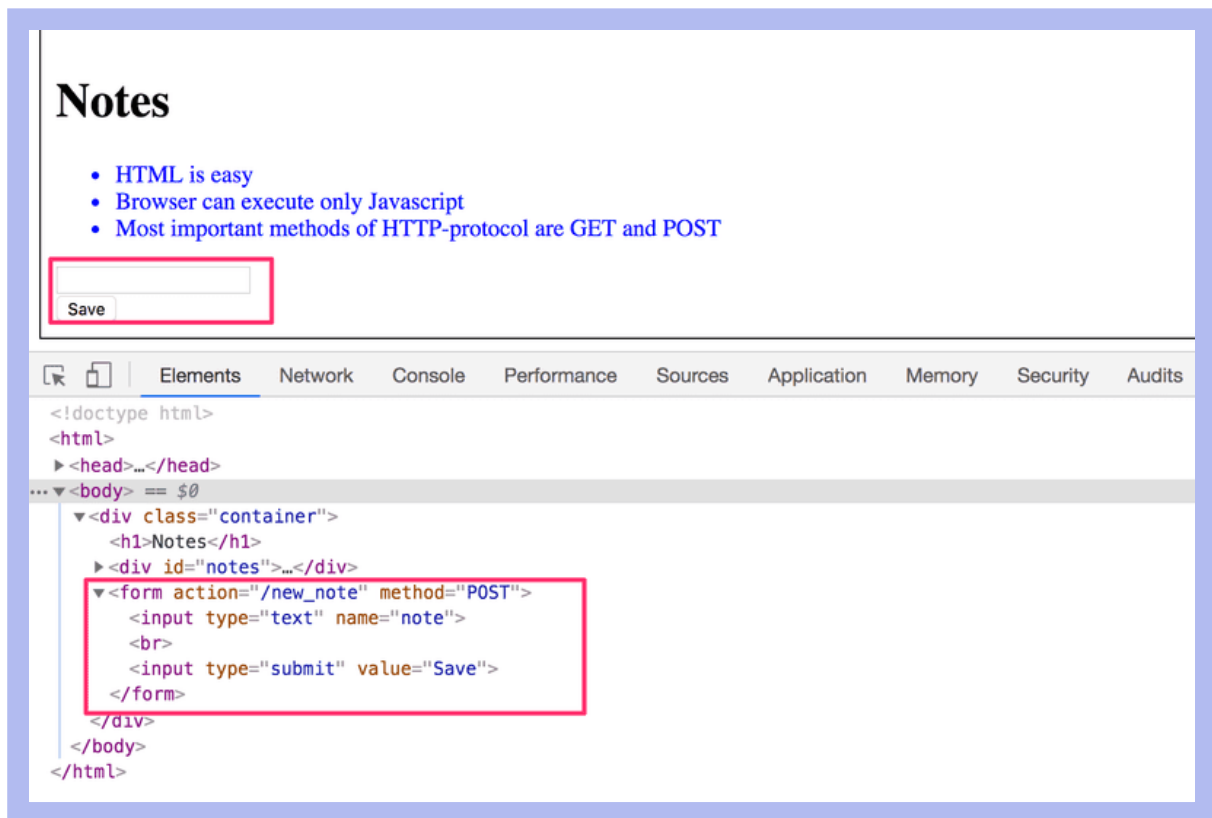 Notes
• HTML is easy
• Browser can execute only Javascript
• Most important methods of HTTP-protocol are GET and POST
Save
Elements Network Console Performance Sources Application Memory Security Audits
<!doctype html>
<html>
▶<head>…</head>
… ▼<body> == $0
▼<div class="container">
<h1>Notes</h1>
▶<div id="notes">…</div>
▼<form action="/new_note" method="POST">
<input type="text" name="note">
<br>
<input type="submit" value="Save">
</form>
</div>
</body>
</html>